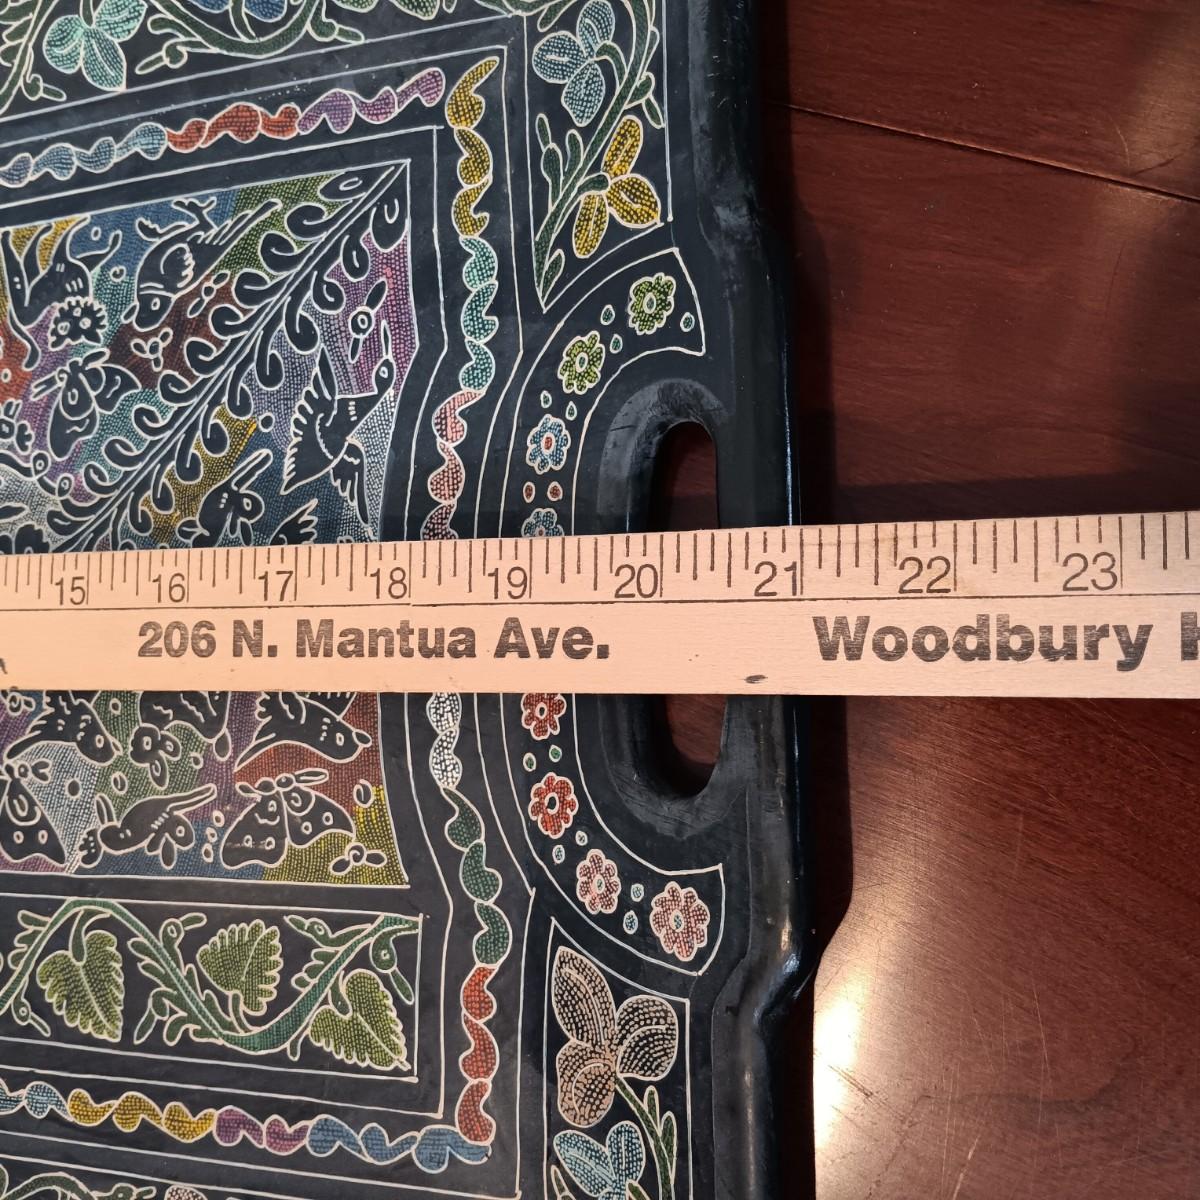 15 16 17 18 19 20 21 22 23
206 N. Mantua Ave. Woodbury